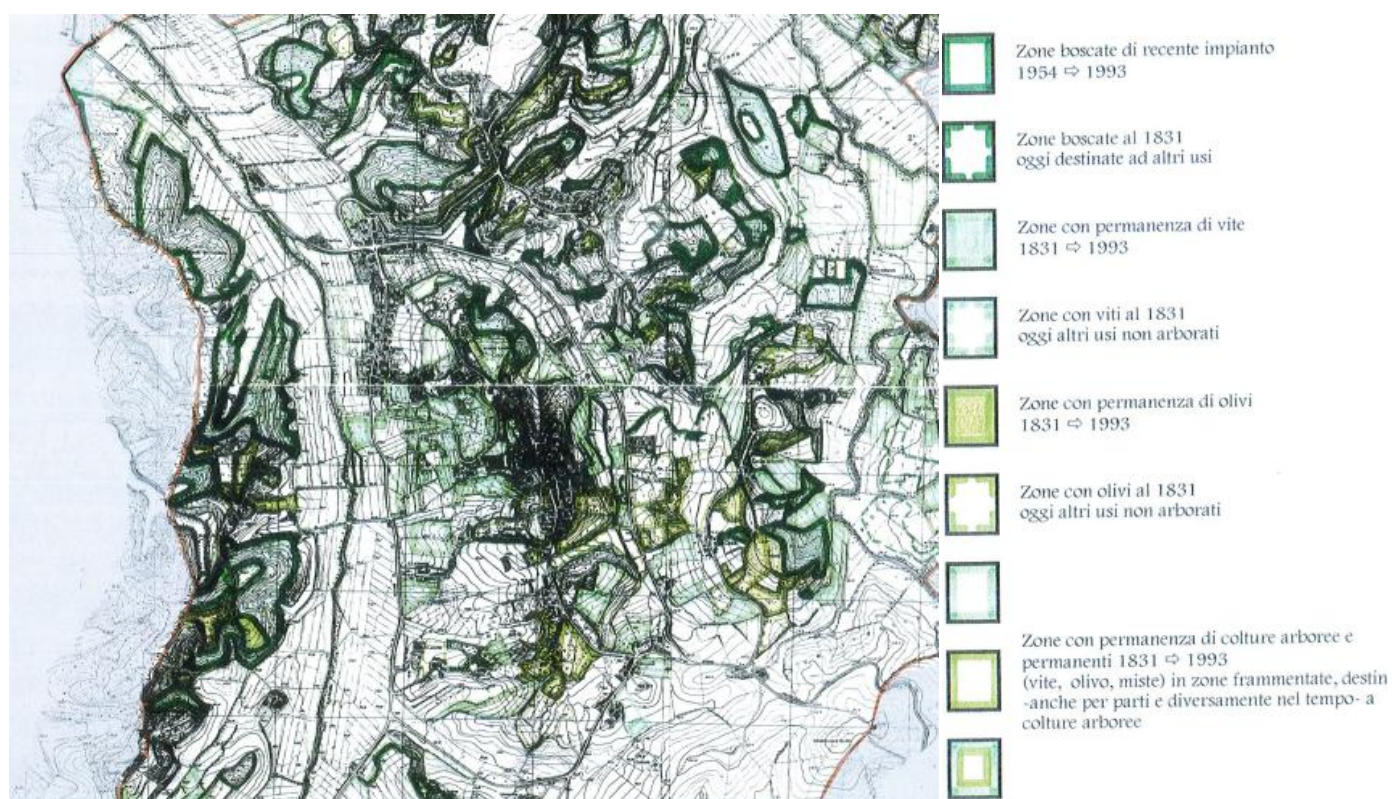 Zone boscate di recente impianto
1954 ⇨ 1993
Zone boscate al 1831
oggi destinate ad altri usi
Zone con permanenza di vite
1831 ⇨ 1993
Zone con viti al 1831
oggi altri usi non arborati
Zone con permanenza di olivi
1831 ⇨ 1993
Zone con olivi al 1831
oggi altri usi non arborati
Zone con permanenza di colture arboree e
permanenti 1831 ⇨ 1993
(vite, olivo, miste) in zone frammentate, destin
-anche per parti e diversamente nel tempo- a
colture arboree